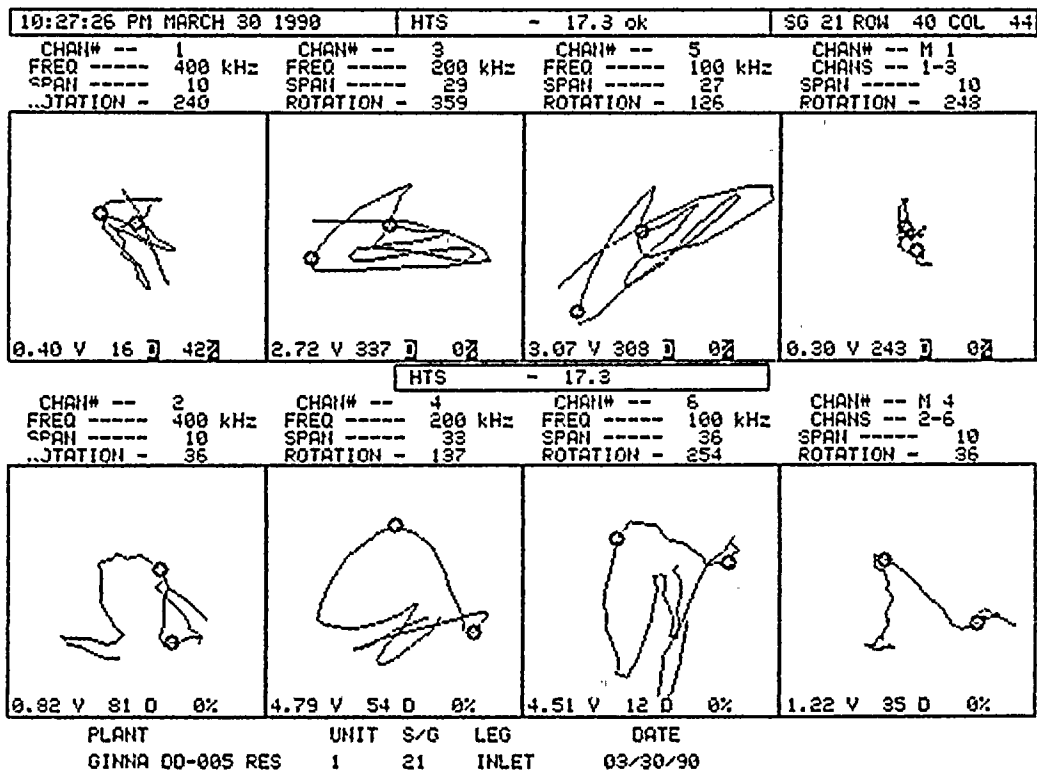 10:27:26 PM MARCH 30 1990 HTS - 17.3 ok SG 21 ROW 40 COL 44
CHAN# -- 1 CHAN# -- 3 CHAN# -- 5 CHAN# -- M 1
FREQ ----- 400 kHz FREQ ----- 200 kHz FREQ ----- 100 kHz CHANS -- 1-3
SPAN ----- 10 SPAN ----- 29 SPAN ----- 27 SPAN ----- 10
..OTATION - 240 ROTATION - 359 ROTATION - 126 ROTATION - 248
0.40 V 16 D 42% 2.72 V 337 D 0% 3.07 V 308 D 0% 0.30 V 243 D 0%
HTS - 17.3
CHAN# -- 2 CHAN# -- 4 CHAN# -- 6 CHAN# -- M 4
FREQ ----- 400 kHz FREQ ----- 200 kHz FREQ ----- 100 kHz CHANS -- 2-6
SPAN ----- 10 SPAN ----- 33 SPAN ----- 36 SPAN ----- 10
..OTATION - 36 ROTATION - 137 ROTATION - 254 ROTATION - 36
0.82 V 81 D 0% 4.79 V 54 D 0% 4.51 V 12 D 0% 1.22 V 35 D 0%
PLANT UNIT S/G LEG DATE
GINNA DD-005 RES 1 21 INLET 03/30/90